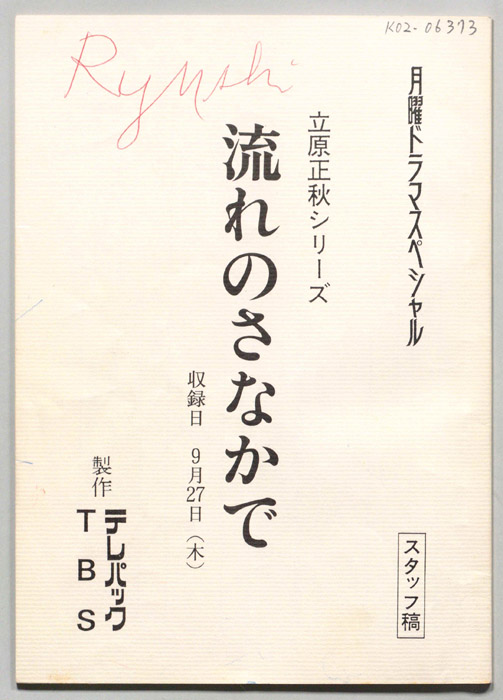 K02-06373
Ryushi
月曜ドラマスペシャル
立原正秋シリーズ
流れのさなかで
収録日 9月27日(木)
製作 テレパック
TBS
スタッフ稿